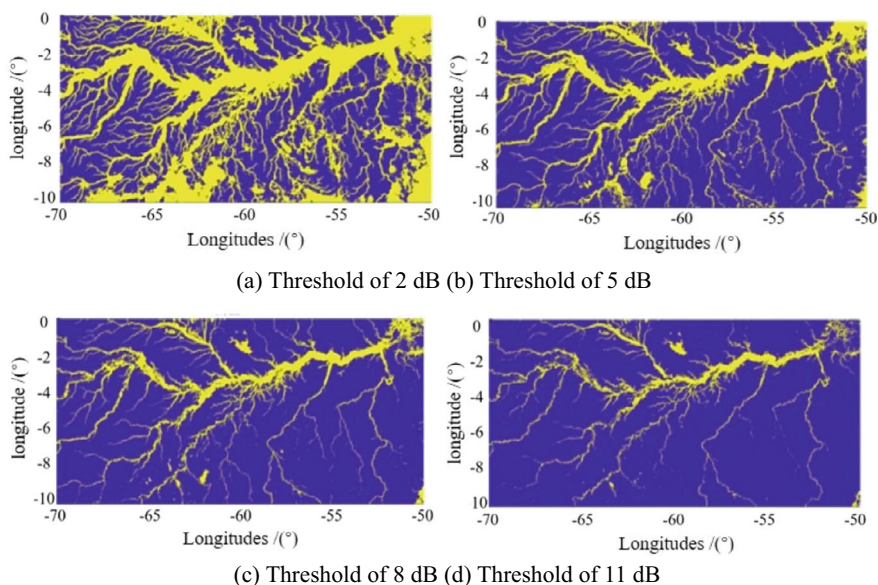 0
-2
-4
-6
-8
-10
longitude /(°)
-70 -65 -60 -55 -50
Longitudes /(°)
0
-2
-4
-6
-8
-10
longitude /(°)
-70 -65 -60 -55 -50
Longitudes /(°)
(a) Threshold of 2 dB (b) Threshold of 5 dB
0
-2
-4
-6
-8
-10
longitude /(°)
-70 -65 -60 -55 -50
Longitudes /(°)
0
-2
-4
-6
-8
-10
longitude /(°)
-70 -65 -60 -55 -50
Longitudes /(°)
(c) Threshold of 8 dB (d) Threshold of 11 dB